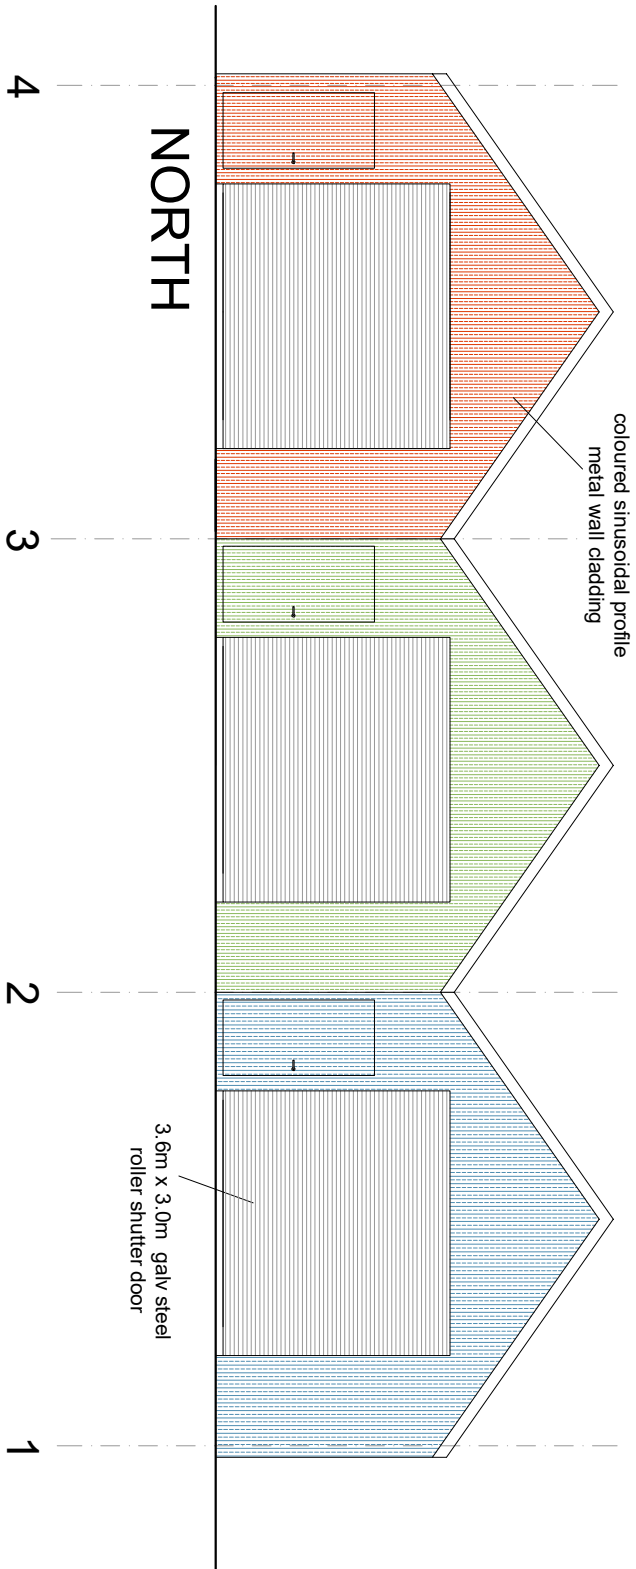 coloured sinusoidal profile
metal wall cladding
3.6m x 3.0m galv steel
roller shutter door
NORTH
4
3
2
1